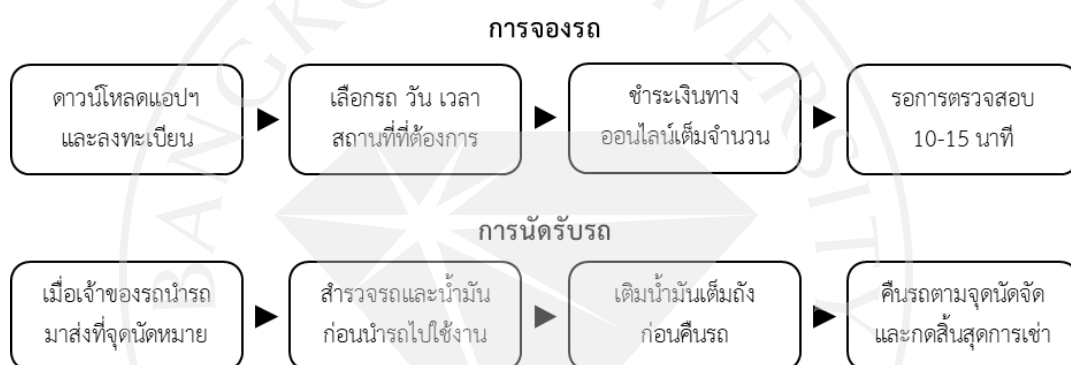 การจองรถ
ดาวน์โหลดแอปฯ
และลงทะเบียน
เลือกรถ วัน เวลา
สถานที่ที่ต้องการ
ชำระเงินทาง
ออนไลน์เต็มจำนวน
รอการตรวจสอบ
10-15 นาที
การนัดรับรถ
เมื่อเจ้าของรถนำรถ
มาส่งที่จุดนัดหมาย
สำรวจรถและน้ำมัน
ก่อนนำรถไปใช้งาน
เติมน้ำมันเต็มถัง
ก่อนคืนรถ
คืนรถตามจุดนัดจัด
และกดสิ้นสุดการเช่า